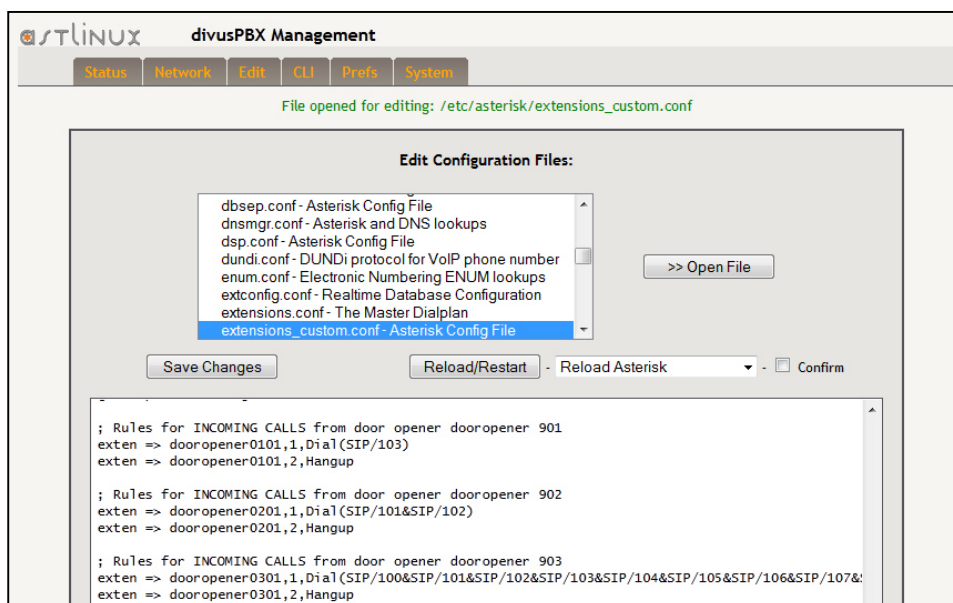 astlinux divusPBX Management
Status Network Edit CLI Prefs System
File opened for editing: /etc/asterisk/extensions_custom.conf
Edit Configuration Files:
dbsep.conf - Asterisk Config File
dnsmgr.conf - Asterisk and DNS lookups
dsp.conf - Asterisk Config File
dundi.conf - DUNDi protocol for VoIP phone number
enum.conf - Electronic Numbering ENUM lookups
extconfig.conf - Realtime Database Configuration
extensions.conf - The Master Dialplan
extensions_custom.conf - Asterisk Config File
>> Open File
Save Changes Reload/Restart - Reload Asterisk - Confirm
; Rules for INCOMING CALLS from door opener dooropener 901
exten => dooropener0101,1,Dial(SIP/103)
exten => dooropener0101,2,Hangup
; Rules for INCOMING CALLS from door opener dooropener 902
exten => dooropener0201,1,Dial(SIP/101&SIP/102)
exten => dooropener0201,2,Hangup
; Rules for INCOMING CALLS from door opener dooropener 903
exten => dooropener0301,1,Dial(SIP/100&SIP/101&SIP/102&SIP/103&SIP/104&SIP/105&SIP/106&SIP/107&
exten => dooropener0301,2,Hangup